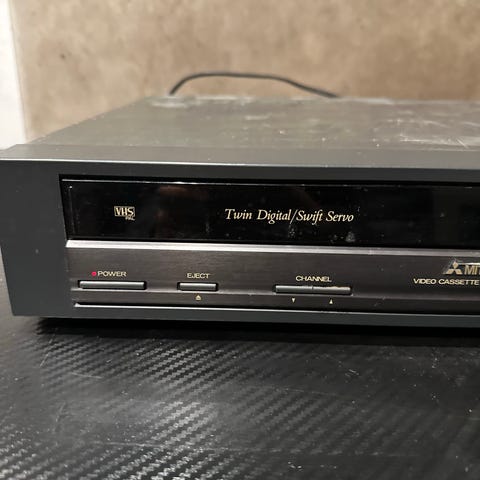 VHS
Twin Digital/Swift Servo
POWER
EJECT
CHANNEL
VIDEO CASSETTE